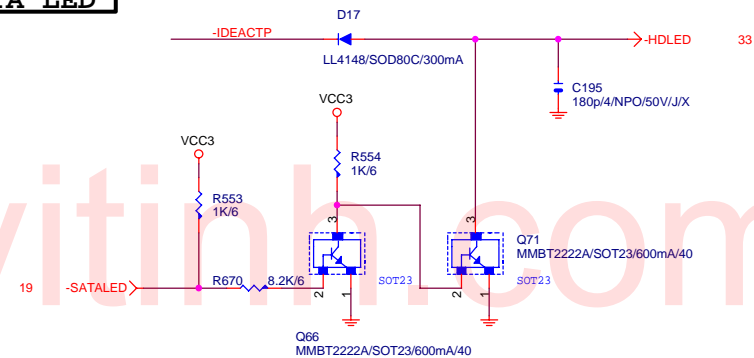 TA LED
D17
-IDEACTP
-HDLED
33
LL4148/SOD80C/300mA
C195
180p/4/NPO/50V/J/X
VCC3
VCC3
R554
1K/6
R553
1K/6
3
3
Q71
MMBT2222A/SOT23/600mA/40
vitinh.com
19
-SATALED
R670
8.2K/6
SOT23
SOT23
2
1
2
1
Q66
MMBT2222A/SOT23/600mA/40